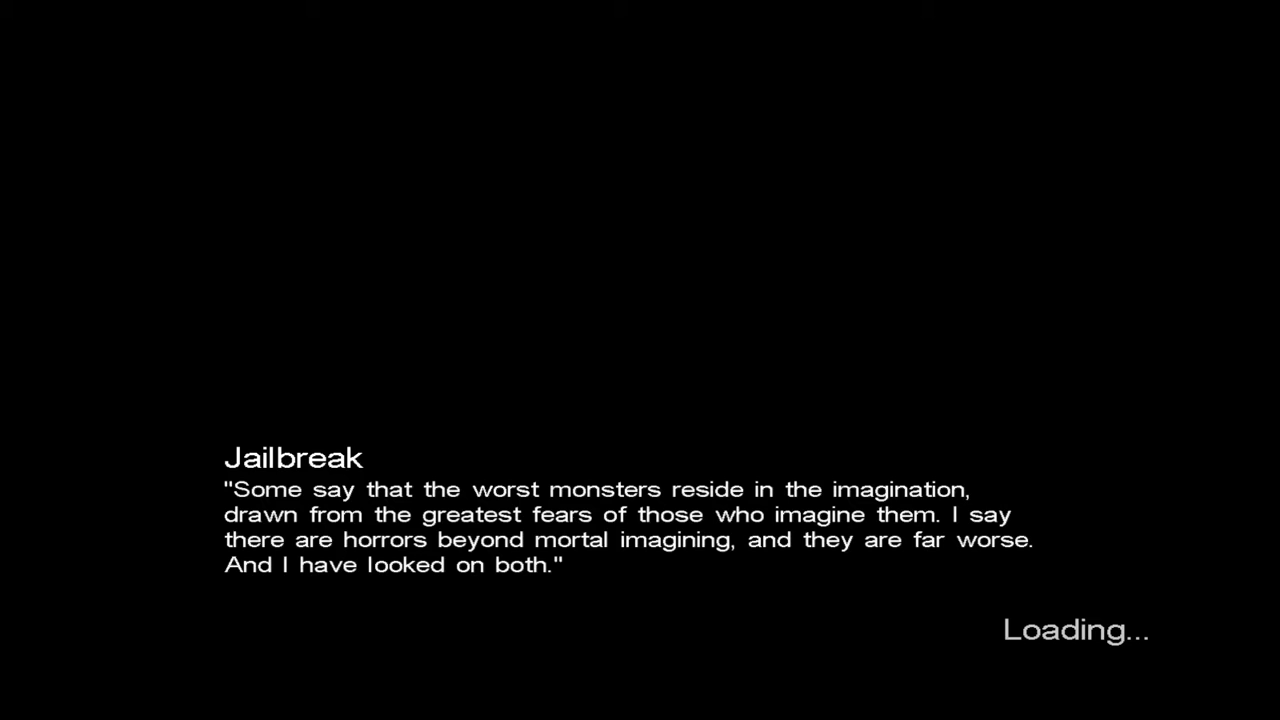 Jailbreak
"Some say that the worst monsters reside in the imagination,
drawn from the greatest fears of those who imagine them. I say
there are horrors beyond mortal imagining, and they are far worse.
And I have looked on both."
Loading...